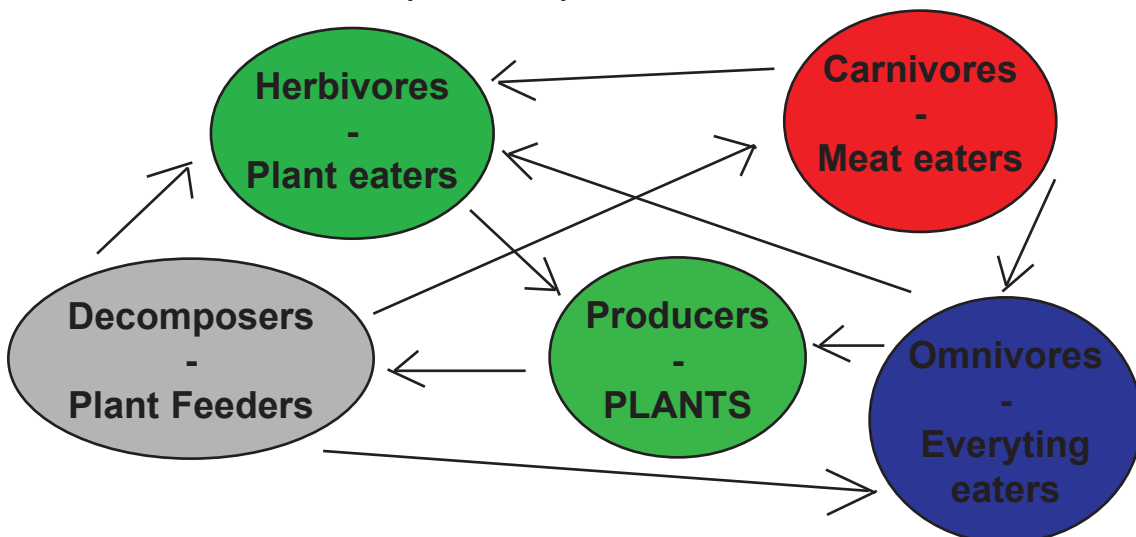 Herbivores
-
Plant eaters
Carnivores
-
Meat eaters
Decomposers
-
Plant Feeders
Producers
-
PLANTS
Omnivores
-
Everyting
eaters